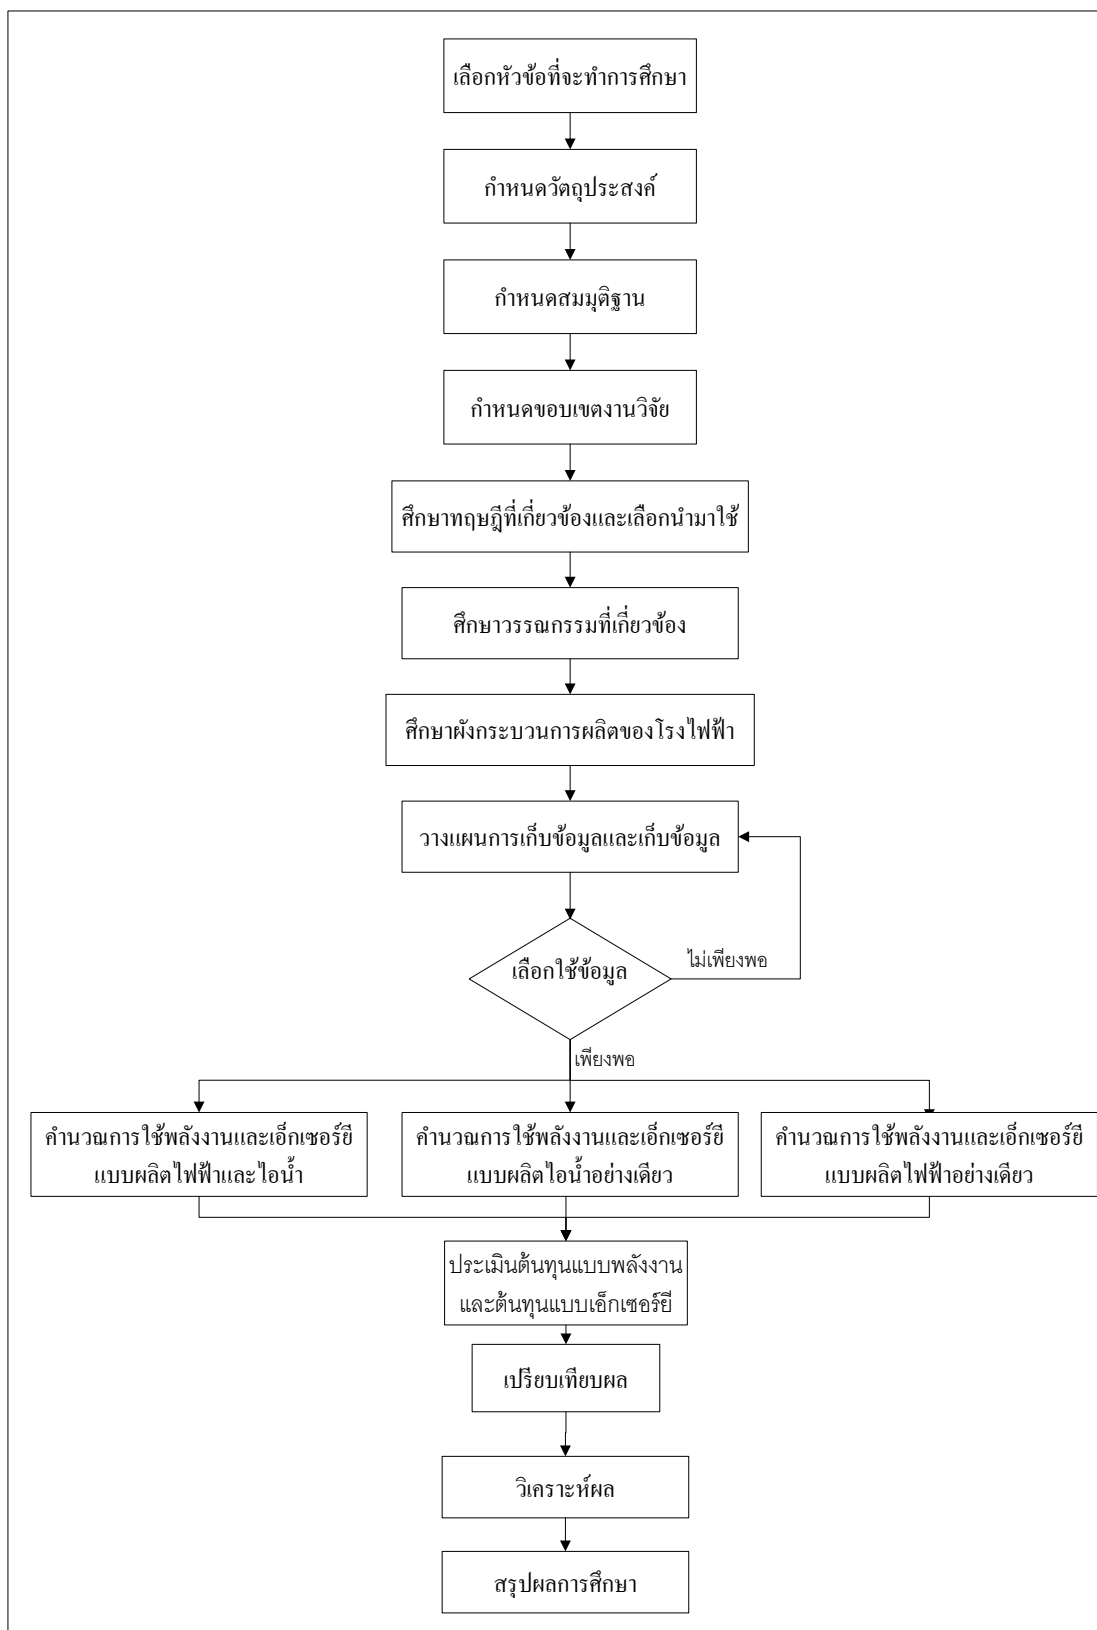 เลือกหัวข้อที่จะทำการศึกษา
กำหนดวัตถุประสงค์
กำหนดสมมุติฐาน
กำหนดขอบเขตงานวิจัย
ศึกษาทฤษฎีที่เกี่ยวข้องและเลือกนำมาใช้
ศึกษาวรรณกรรมที่เกี่ยวข้อง
ศึกษาผังกระบวนการผลิตของโรงไฟฟ้า
วางแผนการเก็บข้อมูลและเก็บข้อมูล
เลือกใช้ข้อมูล
ไม่เพียงพอ
เพียงพอ
คำนวณการใช้พลังงานและเอ็กเซอร์ยี
แบบผลิตไฟฟ้าและไอน้ำ
คำนวณการใช้พลังงานและเอ็กเซอร์ยี
แบบผลิตไอน้ำอย่างเดียว
คำนวณการใช้พลังงานและเอ็กเซอร์ยี
แบบผลิตไฟฟ้าอย่างเดียว
ประเมินต้นทุนแบบพลังงาน
และต้นทุนแบบเอ็กเซอร์ยี
เปรียบเทียบผล
วิเคราะห์ผล
สรุปผลการศึกษา